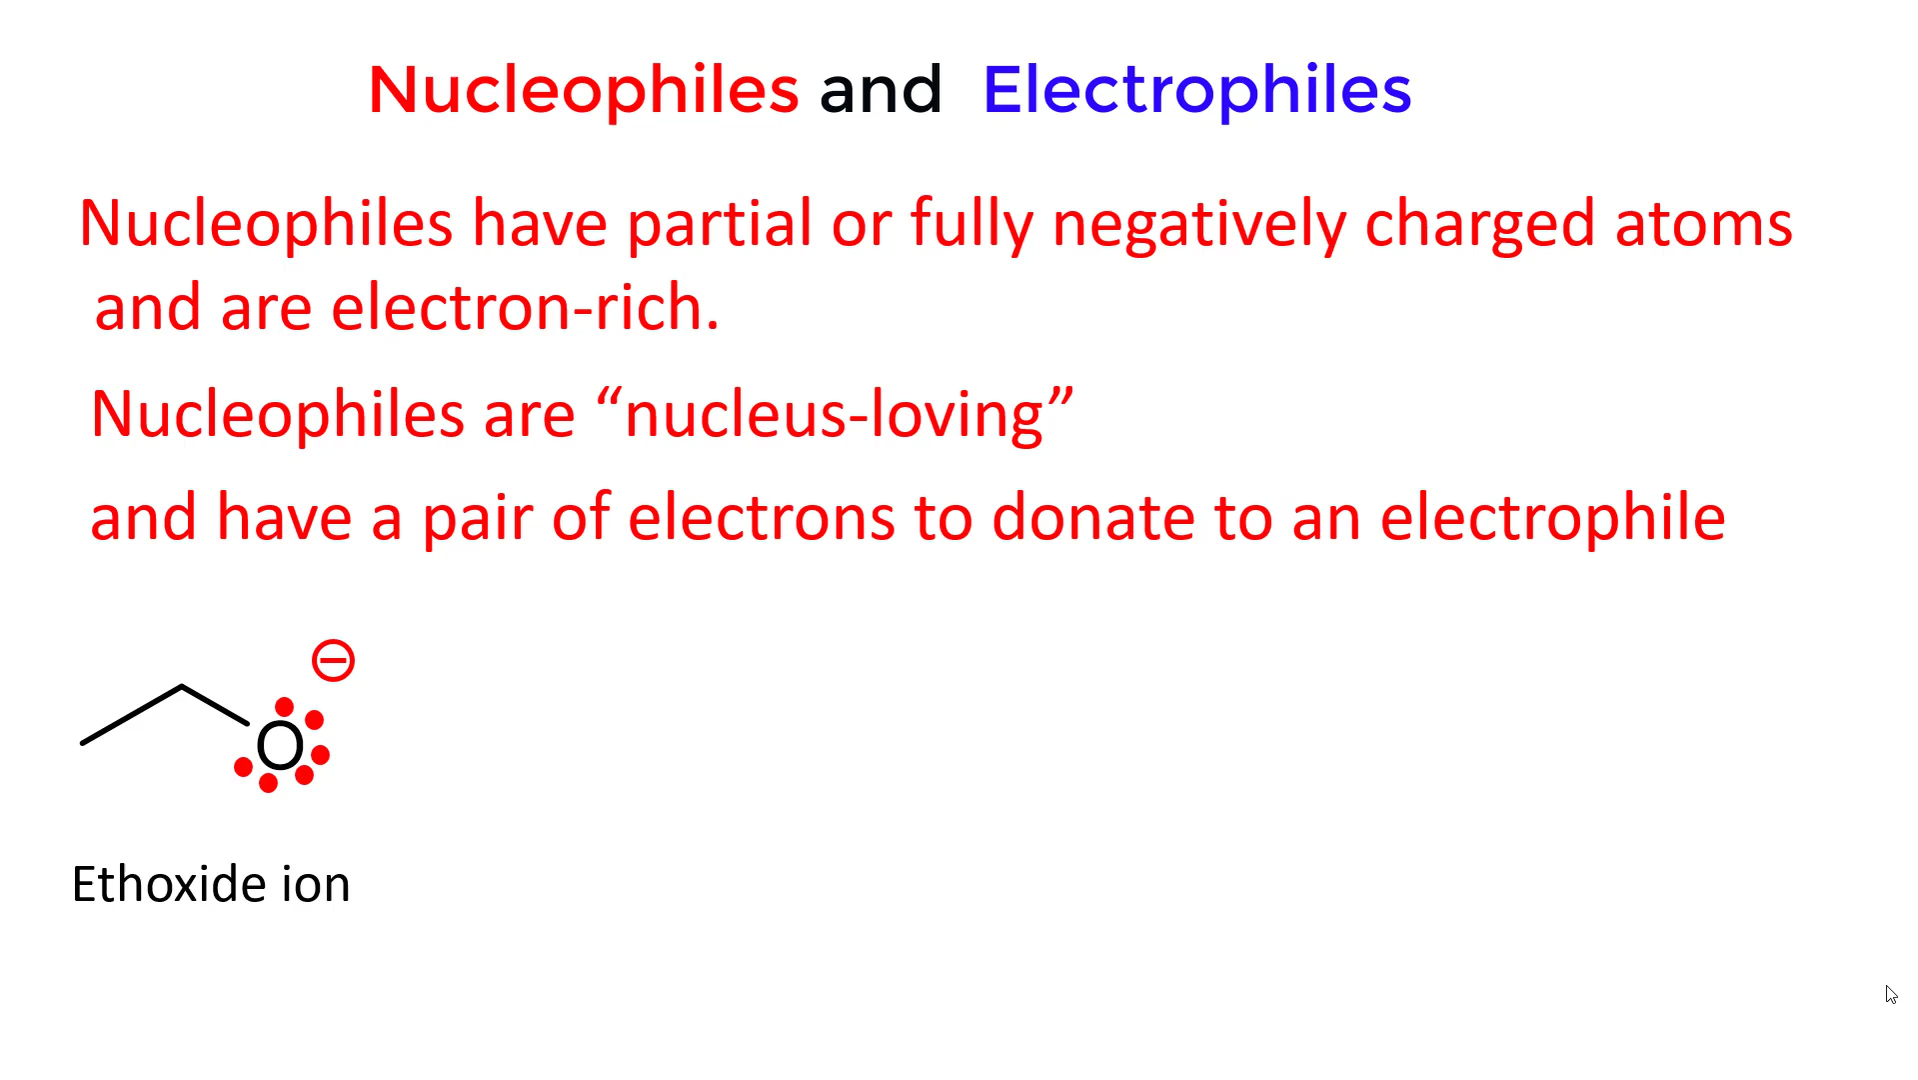 Nucleophiles and Electrophiles
Nucleophiles have partial or fully negatively charged atoms
and are electron-rich.
Nucleophiles are “nucleus-loving”
and have a pair of electrons to donate to an electrophile
⊖
O
Ethoxide ion